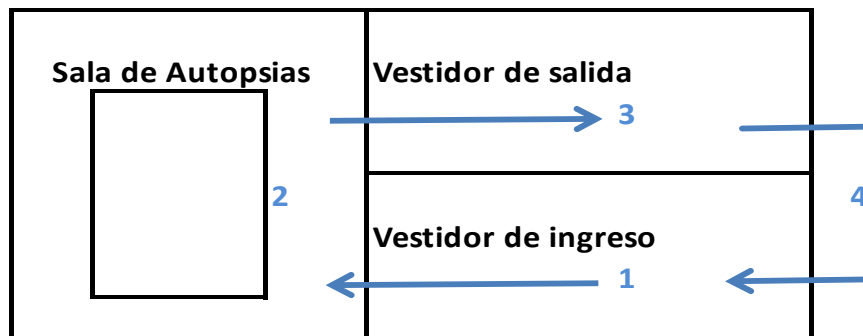 Sala de Autopsias
Vestidor de salida
3
2
4
Vestidor de ingreso
1